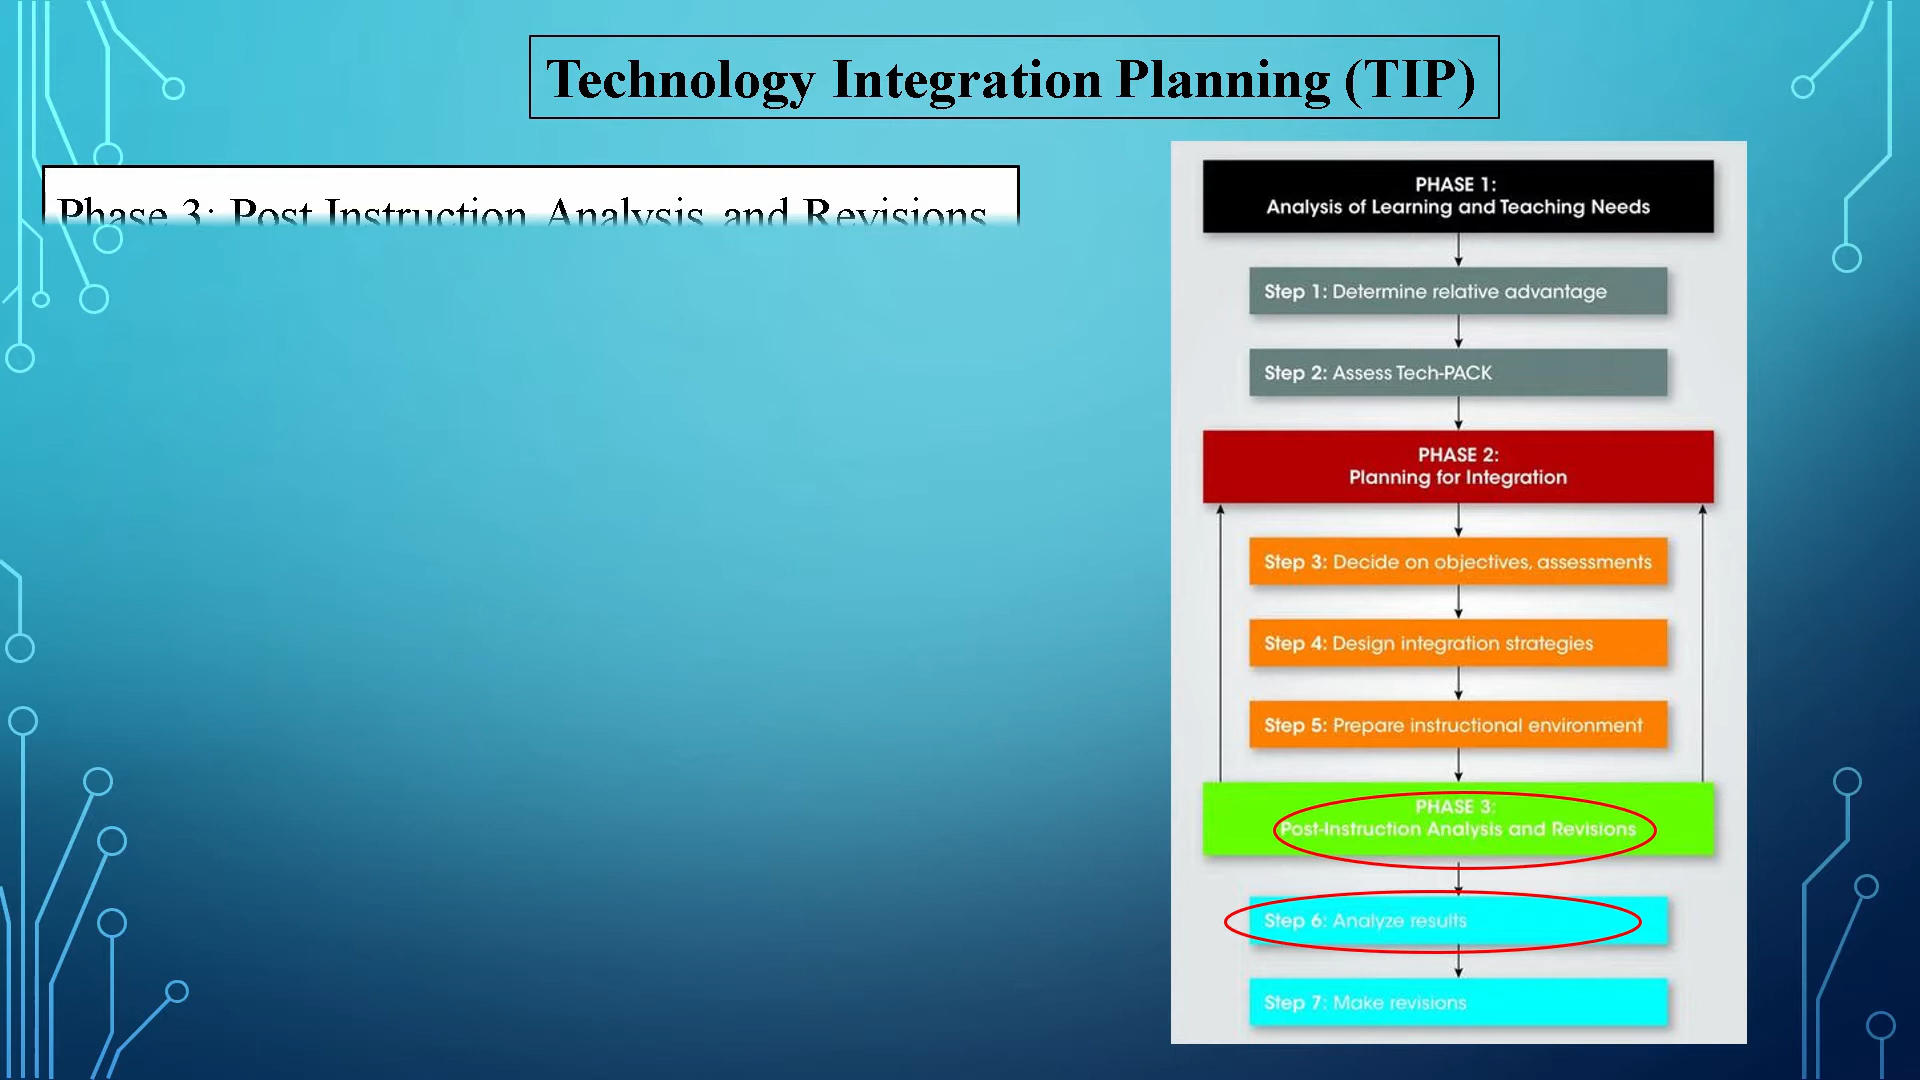 Technology Integration Planning (TIP)
Phase 3: Post Instruction Analysis and Revisions
PHASE 1:
Analysis of Learning and Teaching Needs
Step 1: Determine relative advantage
Step 2: Assess Tech-PACK
PHASE 2:
Planning for Integration
Step 3: Decide on objectives, assessments
Step 4: Design integration strategies
Step 5: Prepare instructional environment
PHASE 3:
Post-Instruction Analysis and Revisions
Step 6: Analyze results
Step 7: Make revisions